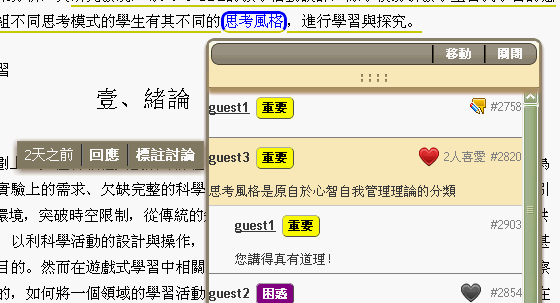 組不同思考模式的學生有其不同的思考風格，進行學習與探究。
移動 關閉
習
壹、緒論
guest1 重要 #2758
2天之前 回應 標註討論
guest3 重要 2人喜愛 #2820
實驗上的需求、欠缺完整的科學
思考風格是原自於心智自我管理理論的分類
引
環境，突破時空限制，從傳統的
guest1 重要 #2903
以利科學活動的設計與操作，
您講得真有道理!
目的。然而在遊戲式學習中相關
guest2 困惑 #2854
的，如何將一個領域的學習活動